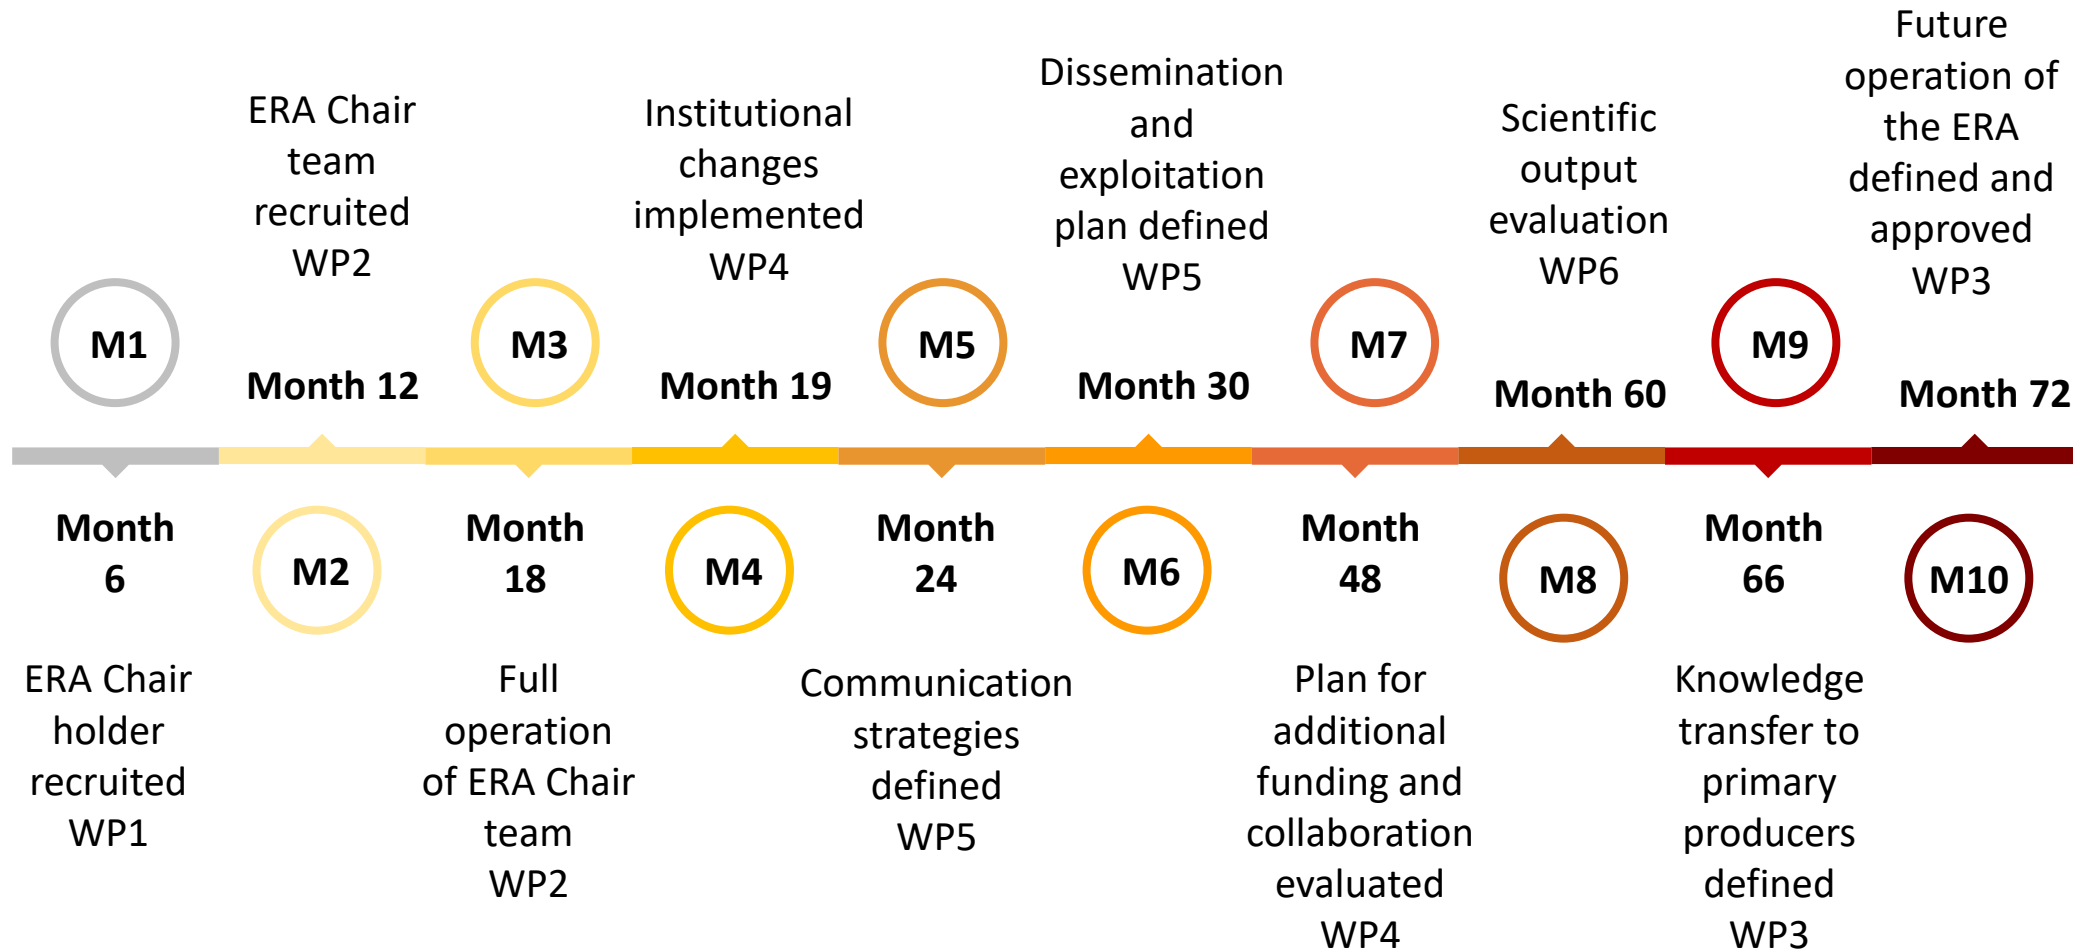 M1
Month
6
ERA Chair
holder
recruited
WP1
ERA Chair
team
recruited
WP2
Month 12
M2
M3
Month
18
Full
operation
of ERA Chair
team
WP2
Institutional
changes
implemented
WP4
Month 19
M4
M5
Month
24
Communication
strategies
defined
WP5
Dissemination
and
exploitation
plan defined
WP5
Month 30
M6
M7
Month
48
Plan for
additional
funding and
collaboration
evaluated
WP4
Scientific
output
evaluation
WP6
Month 60
M8
M9
Month
66
Knowledge
transfer to
primary
producers
defined
WP3
Future
operation of
the ERA
defined and
approved
WP3
Month 72
M10